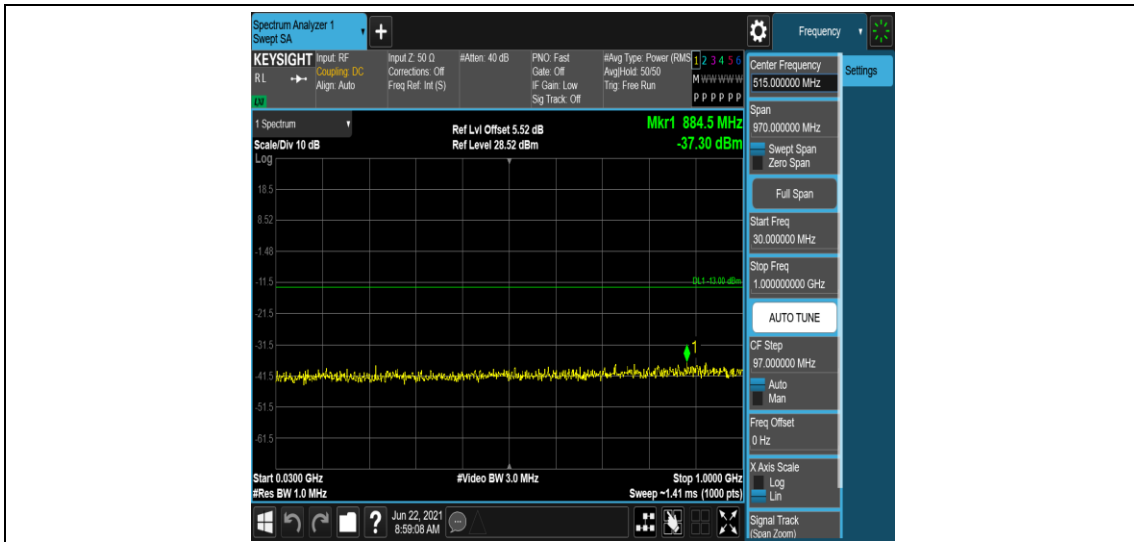 Spectrum Analyzer 1
Swept SA
+
Frequency
KEYSIGHT
RL
LXI
Input: RF
Coupling: DC
Align: Auto
Input Z: 50 Ω
Corrections: Off
Freq Ref: Int (S)
#Atten: 40 dB
PNO: Fast
Gate: Off
IF Gain: Low
Sig Track: Off
#Avg Type: Power (RMS
Avg|Hold: 50/50
Trig: Free Run
1 2 3 4 5 6
M W W W W W
P P P P P P
1 Spectrum
Scale/Div 10 dB
Log
Ref Lvl Offset 5.52 dB
Ref Level 28.52 dBm
Mkr1 884.5 MHz
-37.30 dBm
18.5
8.52
-1.48
-11.5
DL1 -13.00 dBm
-21.5
-31.5
1
-41.5
-51.5
-61.5
Start 0.0300 GHz
#Res BW 1.0 MHz
#Video BW 3.0 MHz
Stop 1.0000 GHz
Sweep ~1.41 ms (1000 pts)
?
Jun 22, 2021
8:59:08 AM
Center Frequency
515.000000 MHz
Settings
Span
970.000000 MHz
Swept Span
Zero Span
Full Span
Start Freq
30.000000 MHz
Stop Freq
1.000000000 GHz
AUTO TUNE
CF Step
97.000000 MHz
Auto
Man
Freq Offset
0 Hz
X Axis Scale
Log
Lin
Signal Track
(Span Zoom)